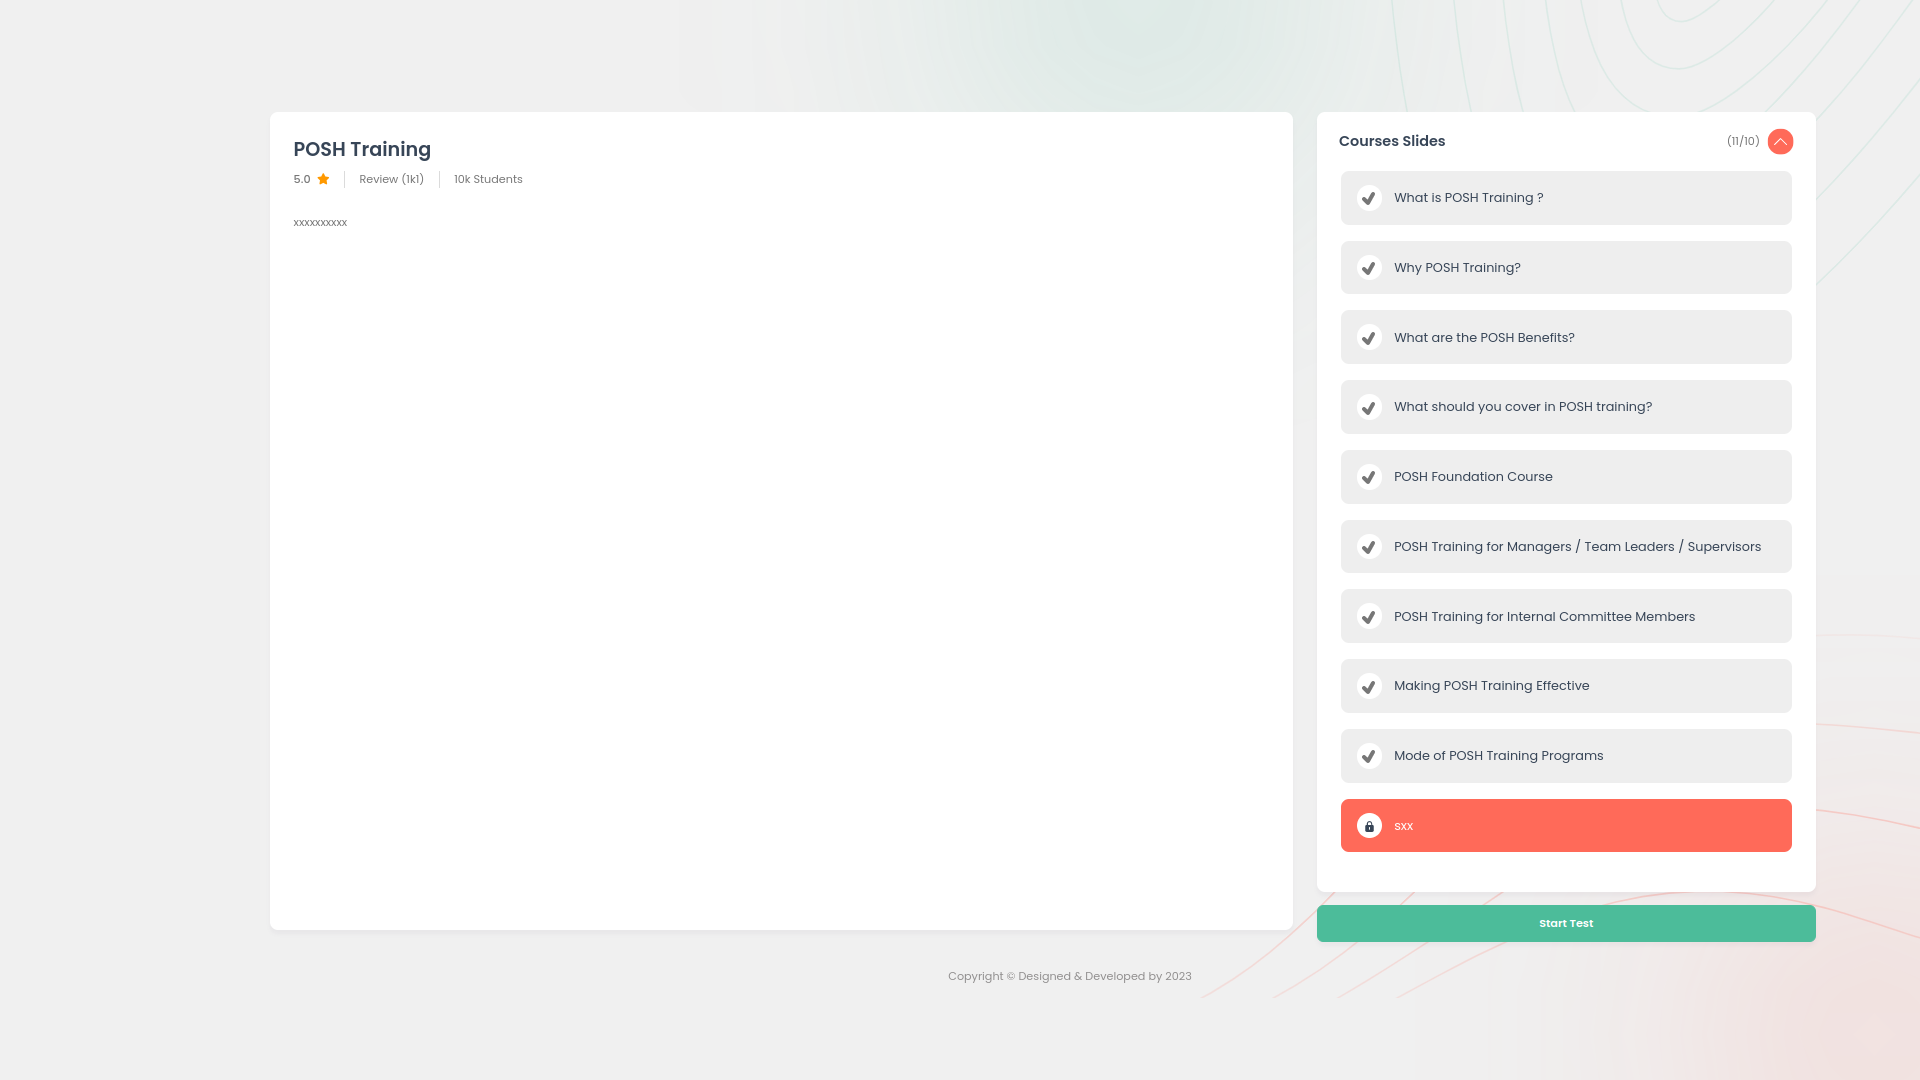 POSH Training
5.0
Review (1k1)
10k Students
xxxxxxxxxx
Courses Slides
(11/10)
What is POSH Training ?
Why POSH Training?
What are the POSH Benefits?
What should you cover in POSH training?
POSH Foundation Course
POSH Training for Managers / Team Leaders / Supervisors
POSH Training for Internal Committee Members
Making POSH Training Effective
Mode of POSH Training Programs
sxx
Start Test
Copyright © Designed & Developed by 2023